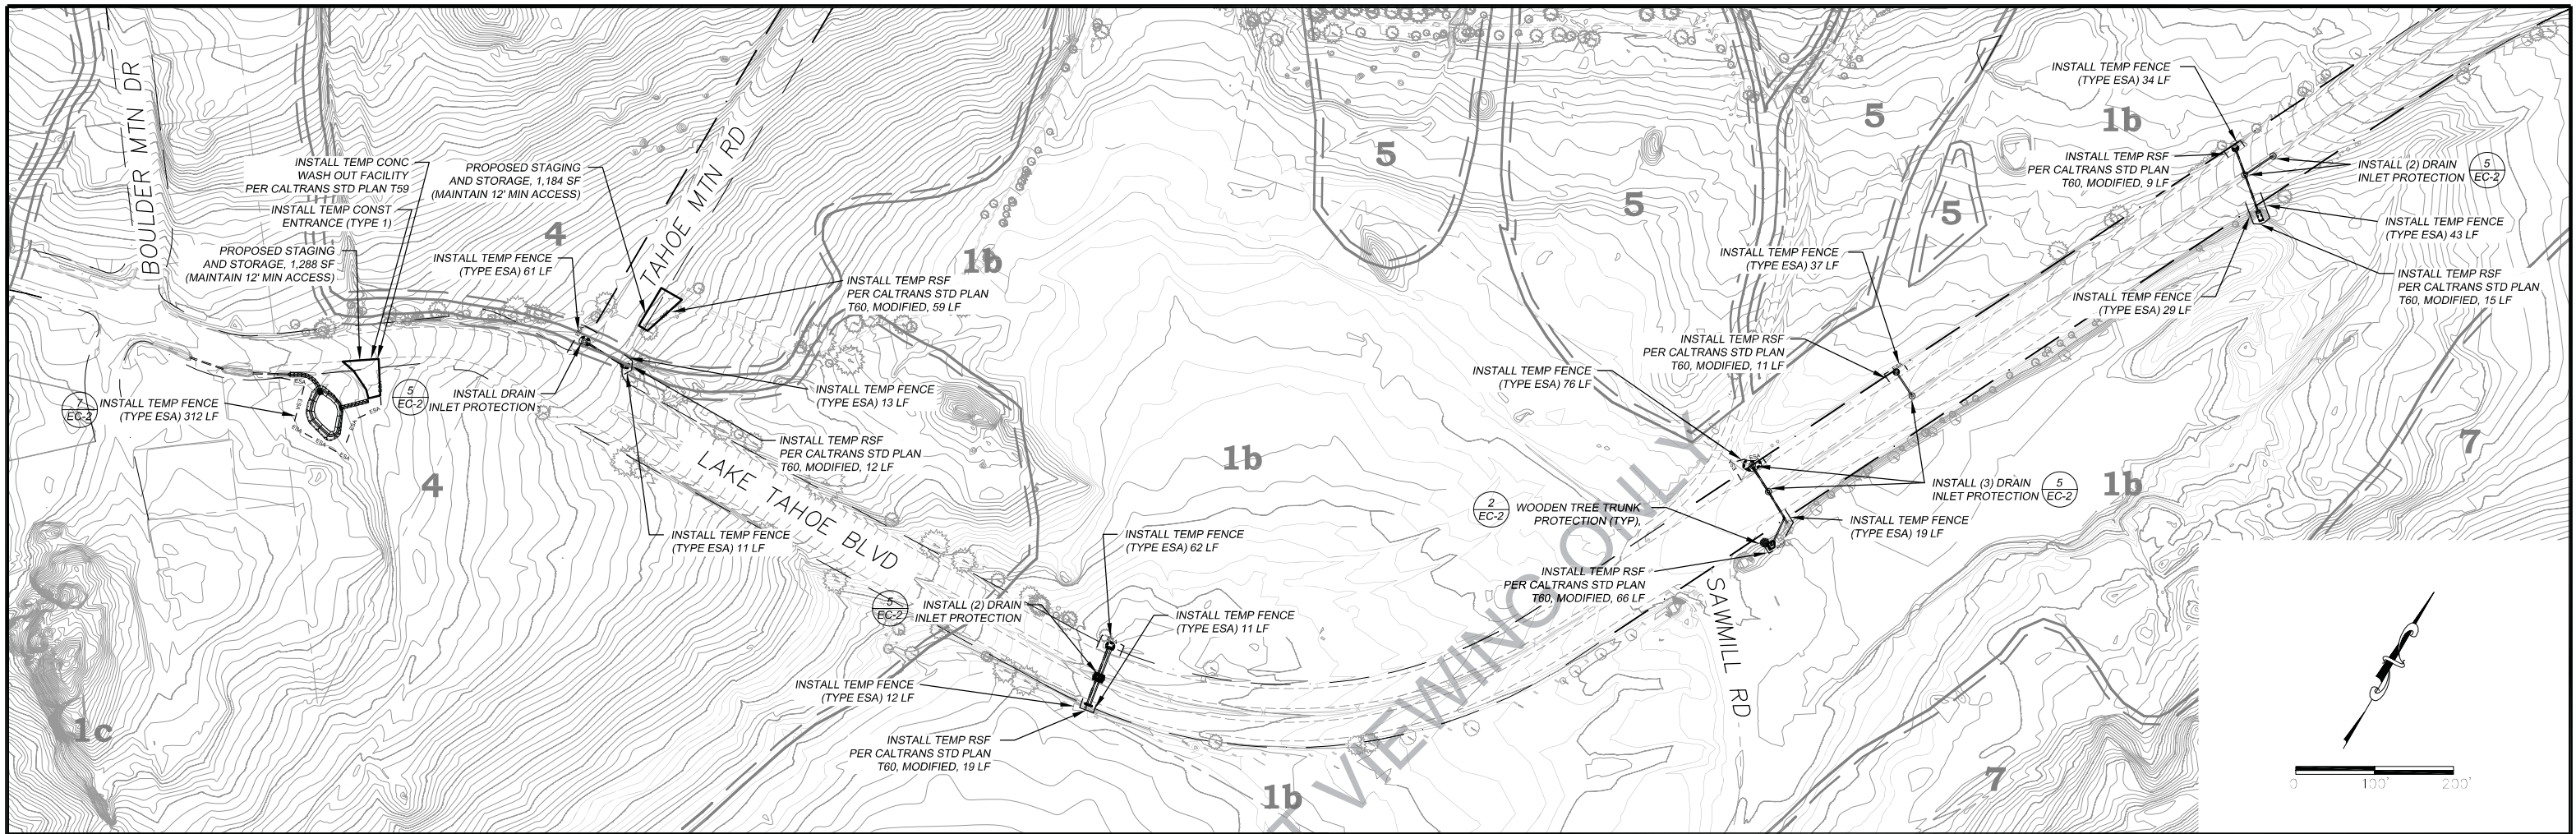 BOULDER MTN DR
INSTALL TEMP CONC
WASH OUT FACILITY
PER CALTRANS STD PLAN T59
INSTALL TEMP CONST
ENTRANCE (TYPE 1)
PROPOSED STAGING
AND STORAGE, 1,288 SF
(MAINTAIN 12' MIN ACCESS)
PROPOSED STAGING
AND STORAGE, 1,184 SF
(MAINTAIN 12' MIN ACCESS)
TAHOE MTN RD
4
INSTALL TEMP FENCE
(TYPE ESA) 61 LF
1b
INSTALL TEMP RSF
PER CALTRANS STD PLAN
T60, MODIFIED, 59 LF
7
EC-2
INSTALL TEMP FENCE
(TYPE ESA) 312 LF
ESA
ESA
ESA
ESA
ESA
ESA
ESA
5
EC-2
INSTALL DRAIN
INLET PROTECTION
INSTALL TEMP FENCE
(TYPE ESA) 13 LF
INSTALL TEMP RSF
PER CALTRANS STD PLAN
T60, MODIFIED, 12 LF
4
LAKE TAHOE BLVD
INSTALL TEMP FENCE
(TYPE ESA) 11 LF
1c
5
EC-2
INSTALL (2) DRAIN
INLET PROTECTION
INSTALL TEMP FENCE
(TYPE ESA) 62 LF
INSTALL TEMP FENCE
(TYPE ESA) 11 LF
INSTALL TEMP FENCE
(TYPE ESA) 12 LF
INSTALL TEMP RSF
PER CALTRANS STD PLAN
T60, MODIFIED, 19 LF
1b
1b
5
5
5
5
1b
INSTALL TEMP FENCE
(TYPE ESA) 34 LF
INSTALL TEMP RSF
PER CALTRANS STD PLAN
T60, MODIFIED, 9 LF
INSTALL (2) DRAIN
INLET PROTECTION
5
EC-2
INSTALL TEMP FENCE
(TYPE ESA) 43 LF
INSTALL TEMP RSF
PER CALTRANS STD PLAN
T60, MODIFIED, 15 LF
INSTALL TEMP FENCE
(TYPE ESA) 29 LF
INSTALL TEMP FENCE
(TYPE ESA) 37 LF
INSTALL TEMP RSF
PER CALTRANS STD PLAN
T60, MODIFIED, 11 LF
INSTALL TEMP FENCE
(TYPE ESA) 76 LF
ESA
INSTALL (3) DRAIN
INLET PROTECTION
5
EC-2
1b
7
2
EC-2
WOODEN TREE TRUNK
PROTECTION (TYP),
INSTALL TEMP FENCE
(TYPE ESA) 19 LF
INSTALL TEMP RSF
PER CALTRANS STD PLAN
T60, MODIFIED, 66 LF
SAWMILL RD
7
VIEWING ONLY
0 100' 200'